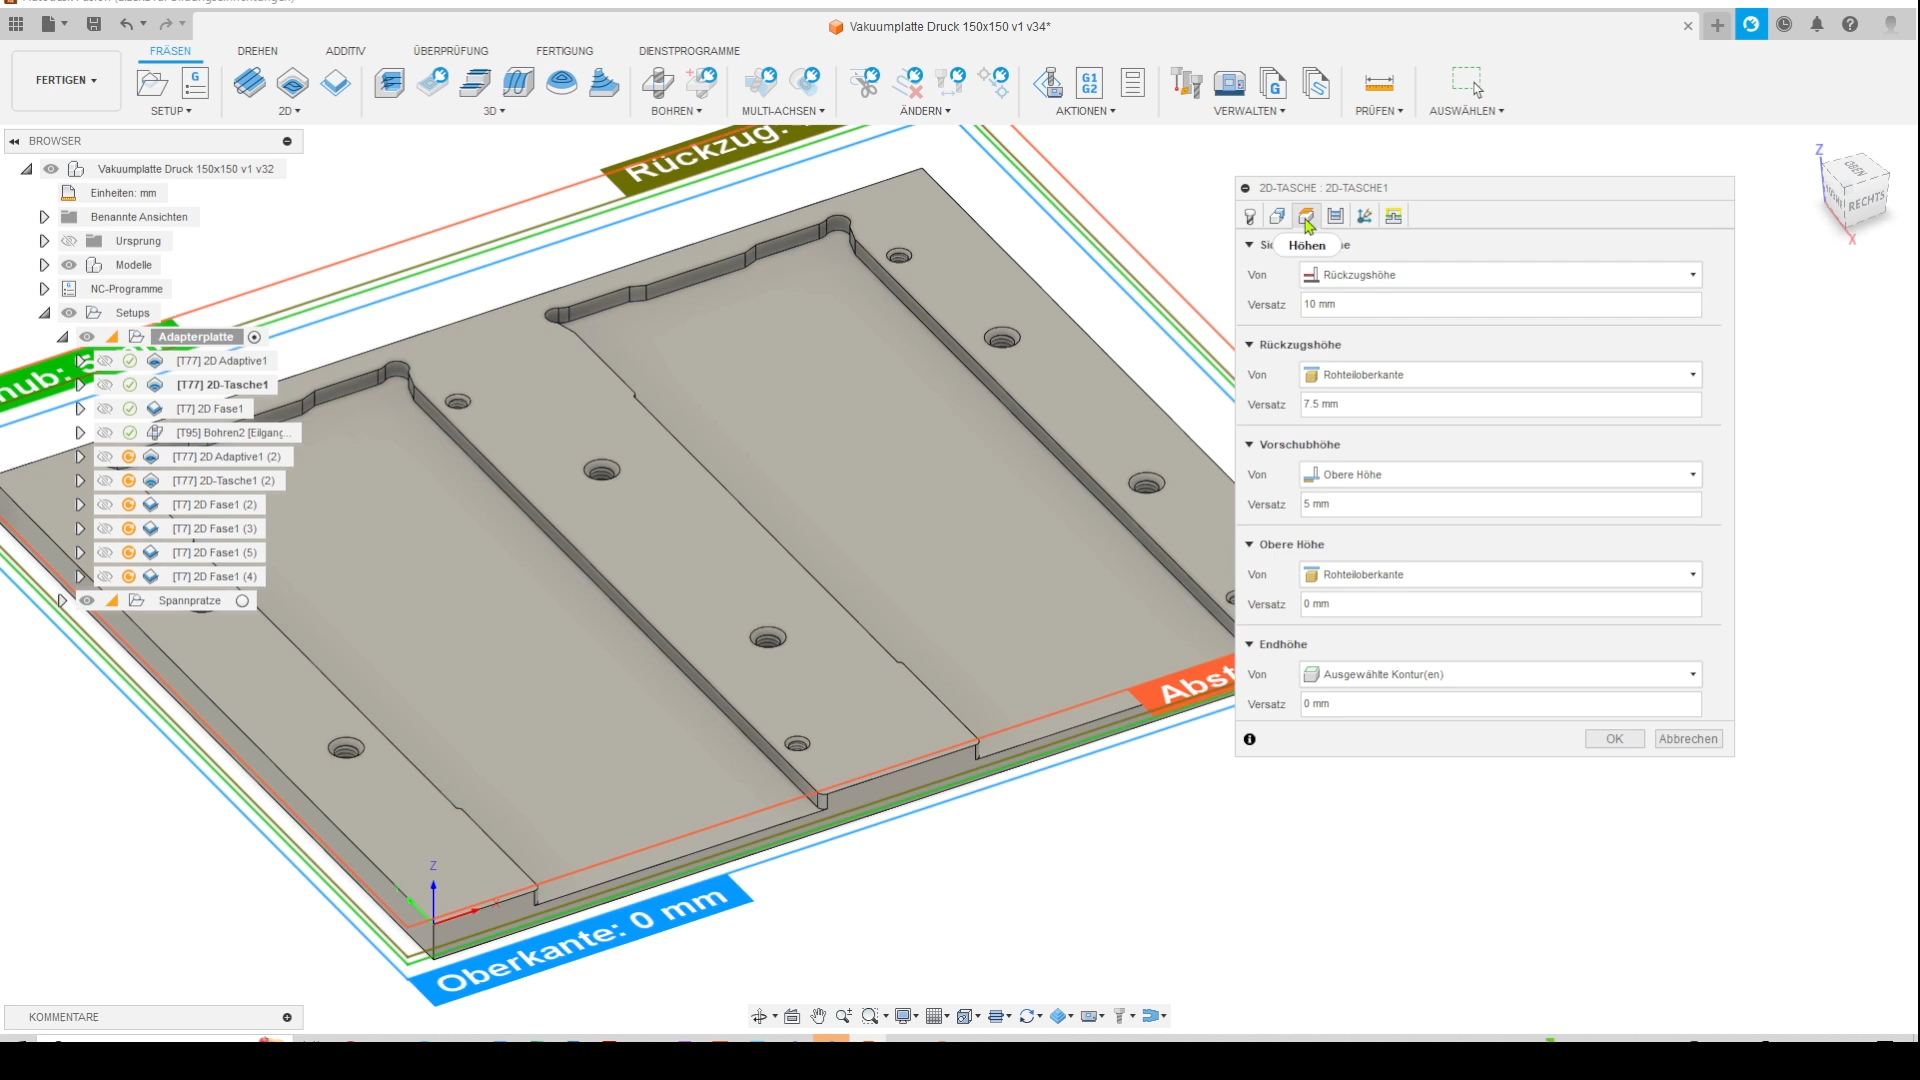 Vakuumplatte Druck 150x150 v1 v34*
FRÄSEN
DREHEN
ADDITIV
ÜBERPRÜFUNG
FERTIGUNG
DIENSTPROGRAMME
FERTIGEN
G
G1
G2
G
SETUP
2D
3D
BOHREN
MULTI-ACHSEN
ÄNDERN
AKTIONEN
VERWALTEN
PRÜFEN
AUSWÄHLEN
BROWSER
Vakuumplatte Druck 150x150 v1 v32
Einheiten: mm
Benannte Ansichten
Ursprung
Modelle
NC-Programme
Setups
Adapterplatte
[T77] 2D Adaptive1
[T77] 2D-Tasche1
[T7] 2D Fase1
[T95] Bohren2 [Eilgang...
[T77] 2D Adaptive1 (2)
[T77] 2D-Tasche1 (2)
[T7] 2D Fase1 (2)
[T7] 2D Fase1 (3)
[T7] 2D Fase1 (5)
[T7] 2D Fase1 (4)
Spannpratze
Rückzug:
hub: 5
Abst
Oberkante: 0 mm
Z
X
Z
OBEN
RECHTS
X
2D-TASCHE : 2D-TASCHE1
Höhen
Von
Rückzugshöhe
Versatz
10 mm
Rückzugshöhe
Von
Rohteiloberkante
Versatz
7.5 mm
Vorschubhöhe
Von
Obere Höhe
Versatz
5 mm
Obere Höhe
Von
Rohteiloberkante
Versatz
0 mm
Endhöhe
Von
Ausgewählte Kontur(en)
Versatz
0 mm
OK
Abbrechen
KOMMENTARE